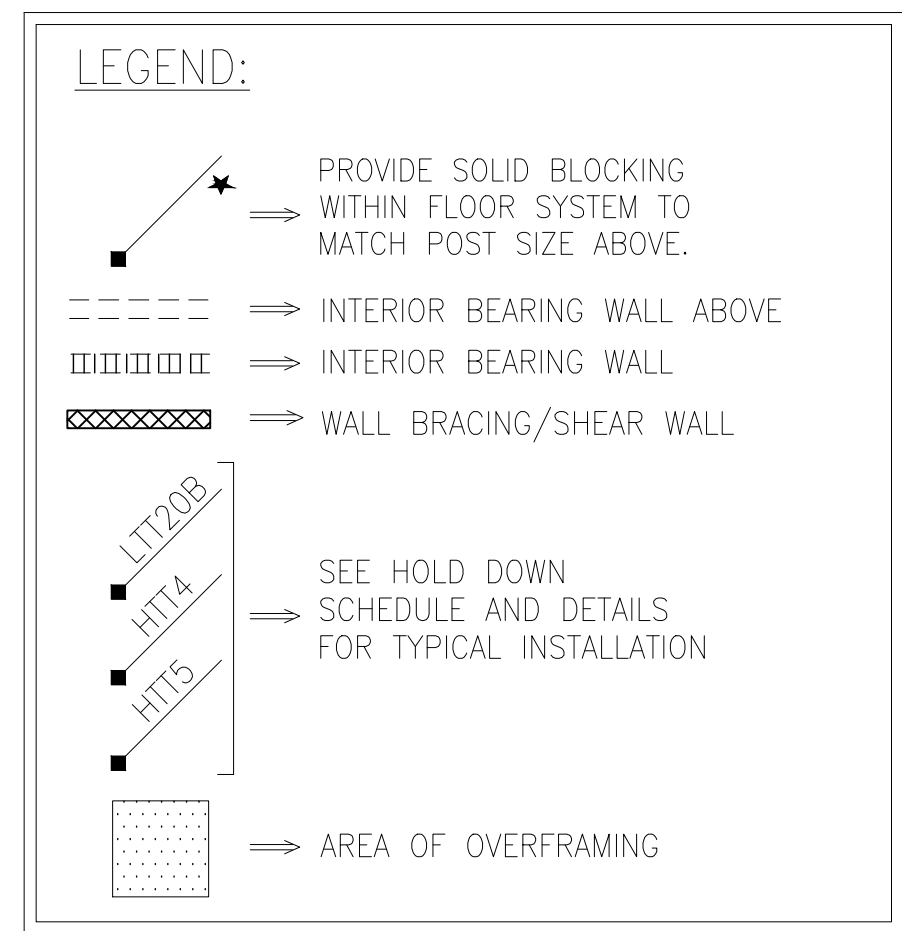 LEGEND:
PROVIDE SOLID BLOCKING
WITHIN FLOOR SYSTEM TO
MATCH POST SIZE ABOVE.
INTERIOR BEARING WALL ABOVE
INTERIOR BEARING WALL
WALL BRACING/SHEAR WALL
LTT20B
HTT4
HTT5
SEE HOLD DOWN
SCHEDULE AND DETAILS
FOR TYPICAL INSTALLATION
AREA OF OVERFRAMING